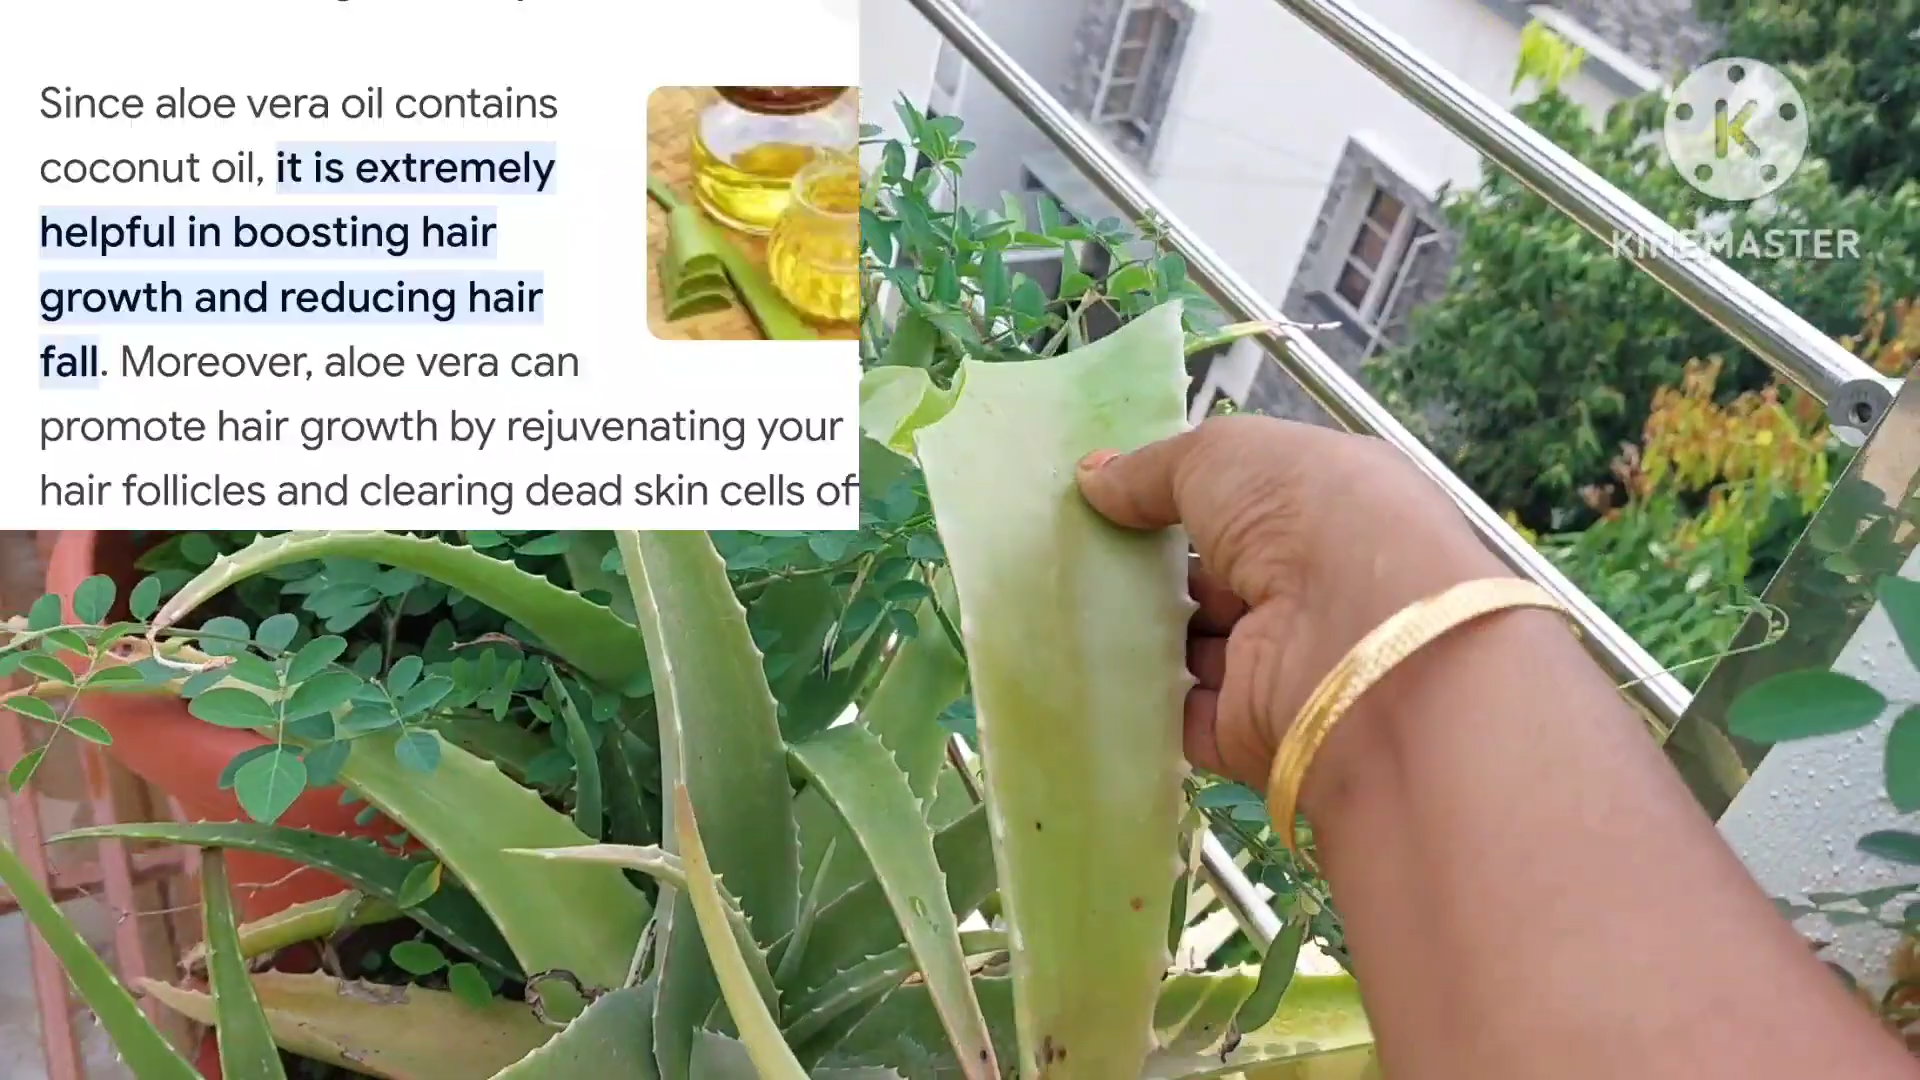 Since aloe vera oil contains
coconut oil, it is extremely
helpful in boosting hair
growth and reducing hair
fall. Moreover, aloe vera can
promote hair growth by rejuvenating your
hair follicles and clearing dead skin cells of
K
KINEMASTER